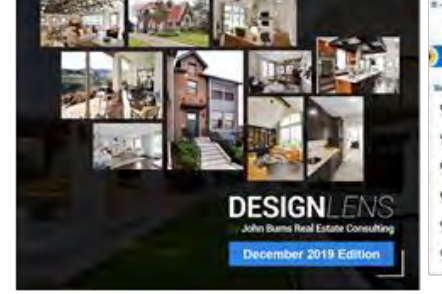 DESIGNLENS
John Burns Real Estate Consulting
December 2019 Edition